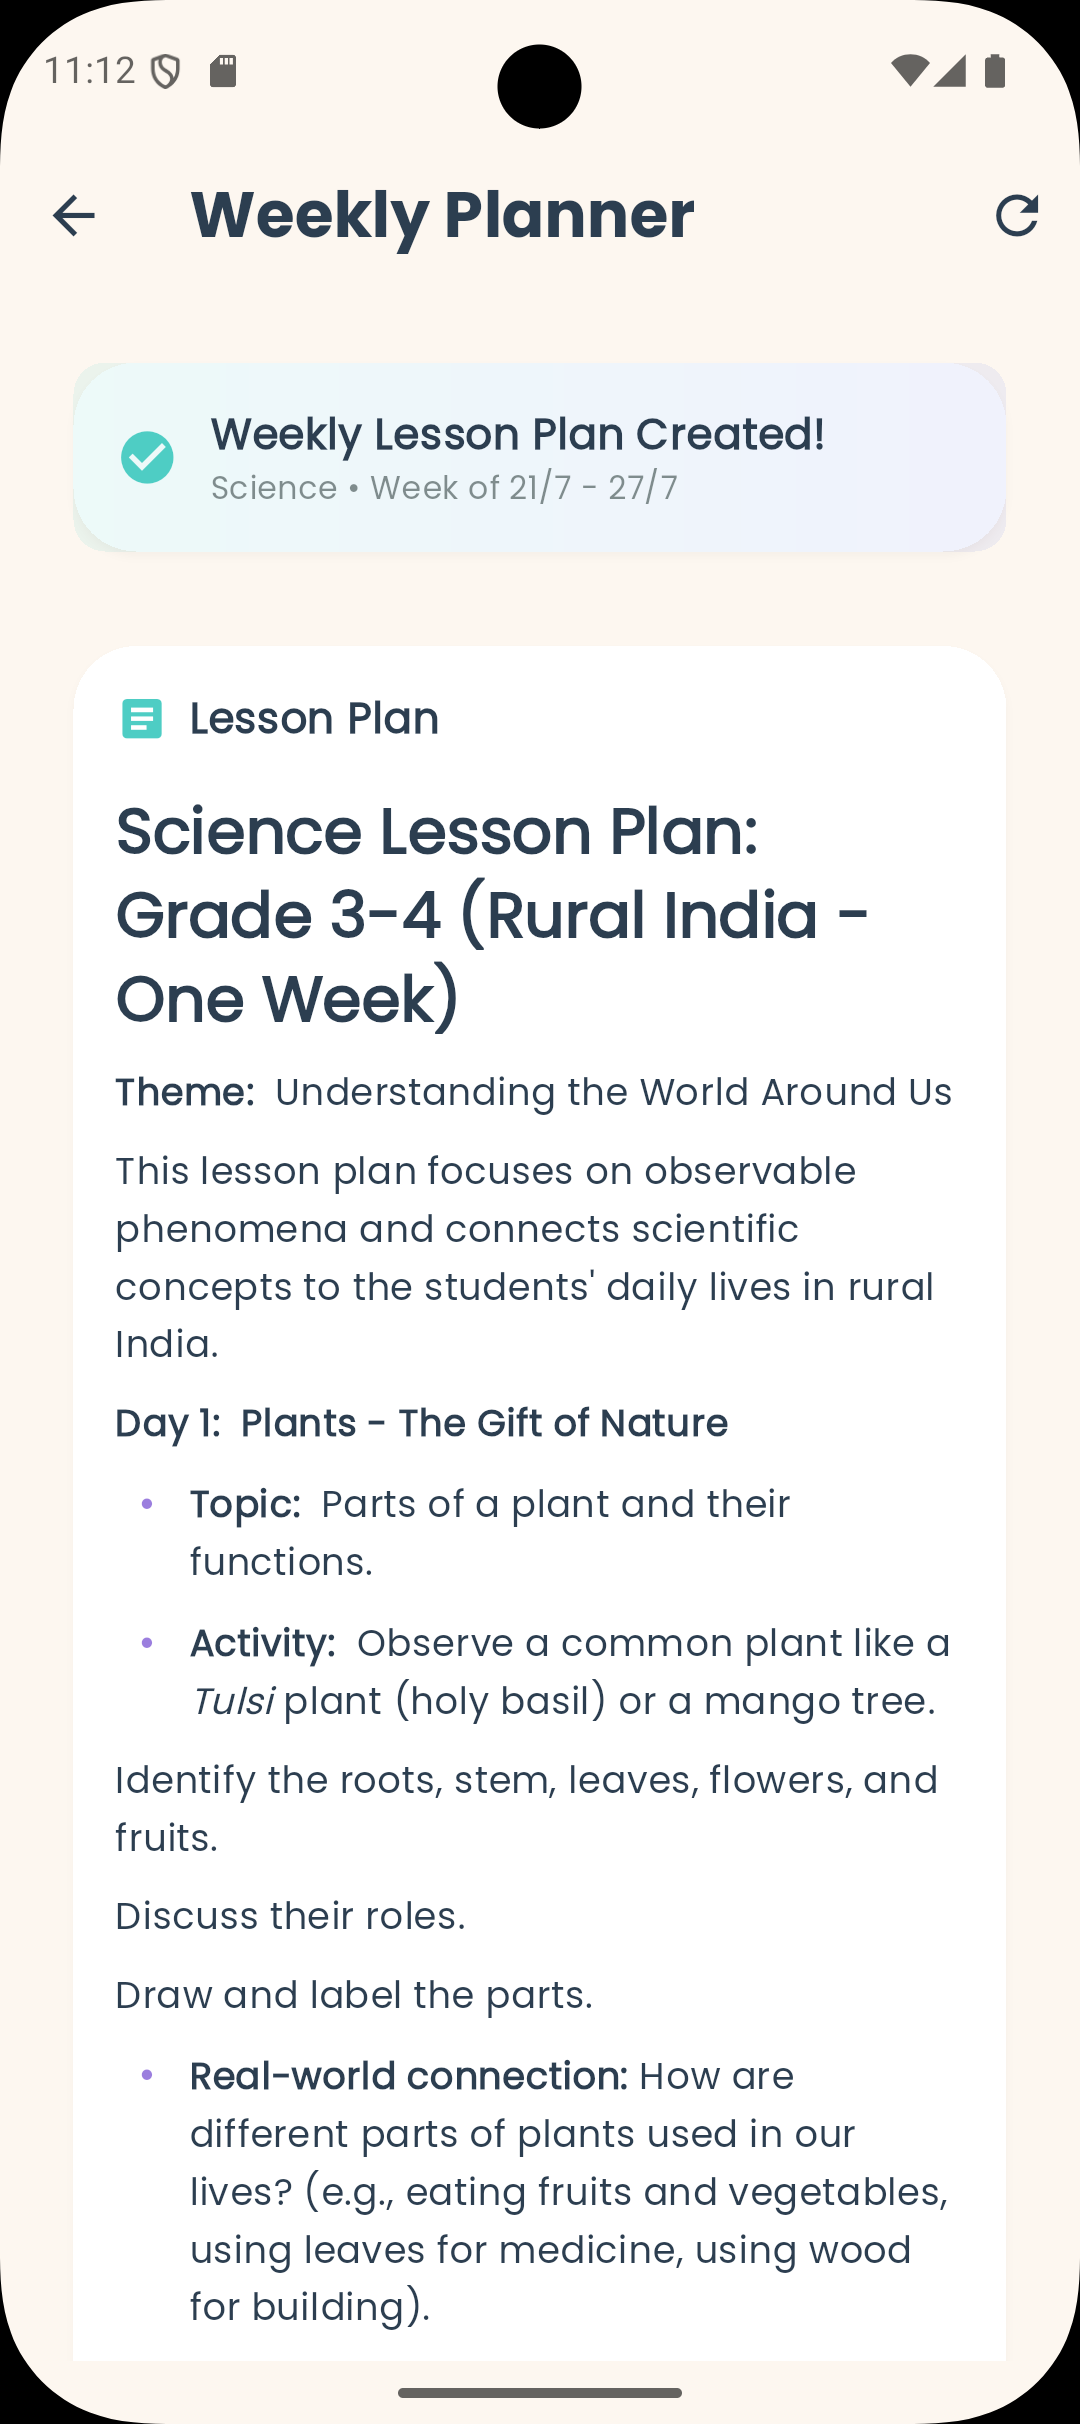 11:12
Weekly Planner
Weekly Lesson Plan Created!
Science • Week of 21/7 - 27/7
Lesson Plan
Science Lesson Plan:
Grade 3-4 (Rural India -
One Week)
Theme: Understanding the World Around Us
This lesson plan focuses on observable
phenomena and connects scientific
concepts to the students' daily lives in rural
India.
Day 1: Plants - The Gift of Nature
• Topic: Parts of a plant and their
functions.
• Activity: Observe a common plant like a
Tulsi plant (holy basil) or a mango tree.
Identify the roots, stem, leaves, flowers, and
fruits.
Discuss their roles.
Draw and label the parts.
• Real-world connection: How are
different parts of plants used in our
lives? (e.g., eating fruits and vegetables,
using leaves for medicine, using wood
for building).